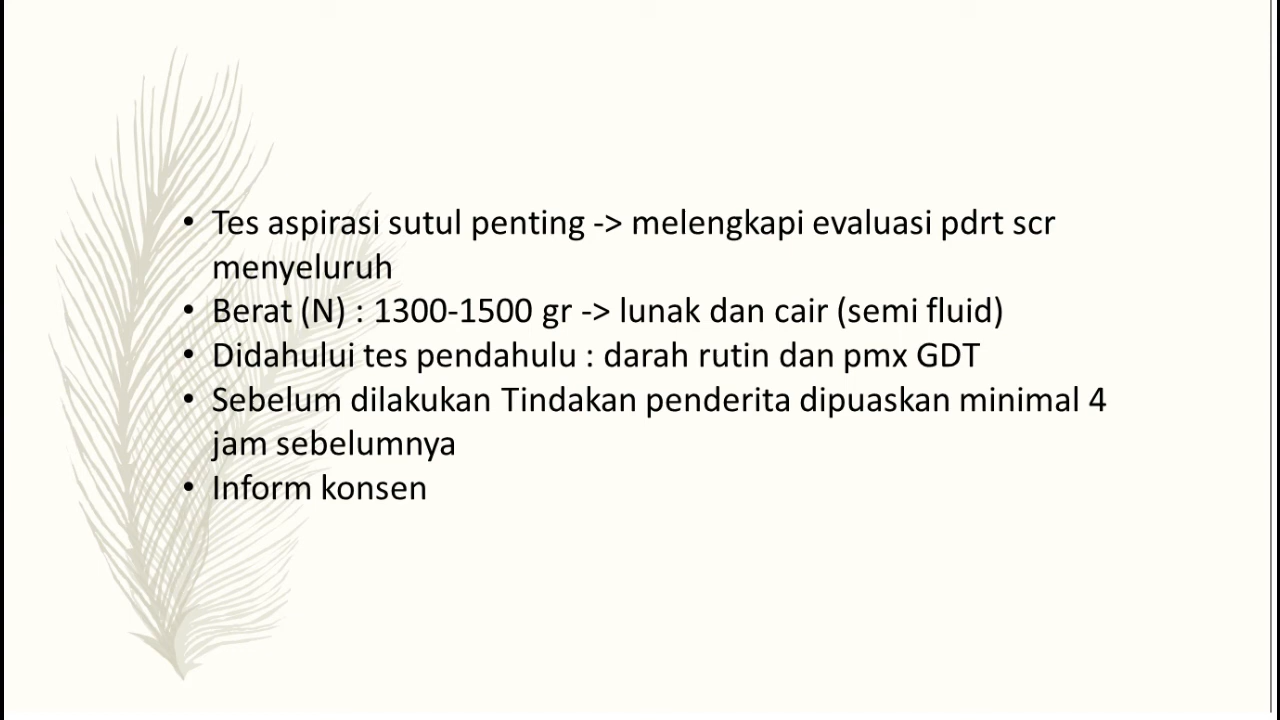 • Tes aspirasi sutul penting -> melengkapi evaluasi pdrt scr
menyeluruh
• Berat (N) : 1300-1500 gr -> lunak dan cair (semi fluid)
• Didahului tes pendahulu : darah rutin dan pmx GDT
• Sebelum dilakukan Tindakan penderita dipuaskan minimal 4
jam sebelumnya
• Inform konsen